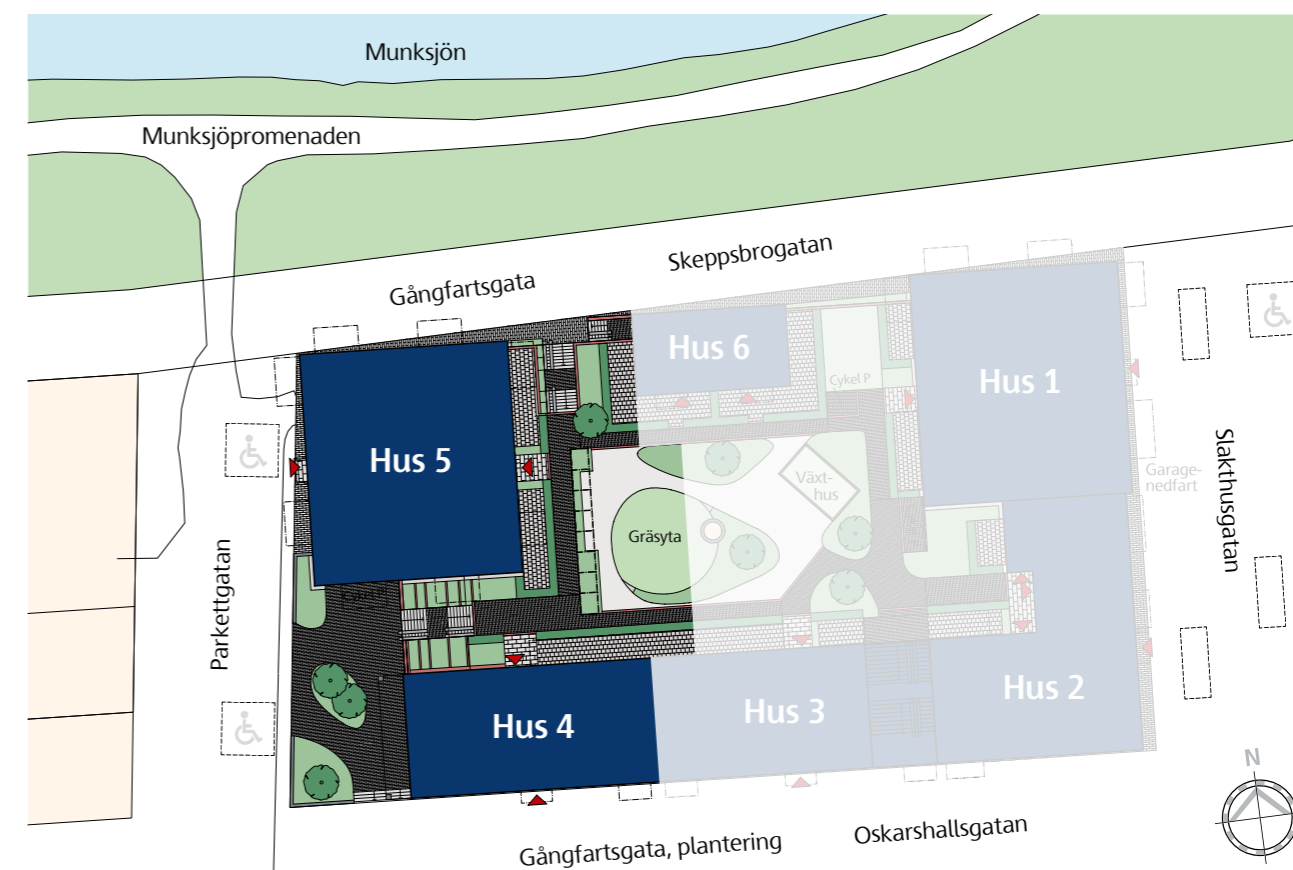 Munksjön
Munksjöpromenaden
Skeppsbrogatan
Gångfartsgata
Hus 6
Hus 1
Cykel P
Hus 5
Växt-
hus
Garage-
nedfart
Slakthusgatan
Gräsyta
Parkettgatan
Hus 4
Hus 3
Hus 2
N
Gångfartsgata, plantering
Oskarshallsgatan